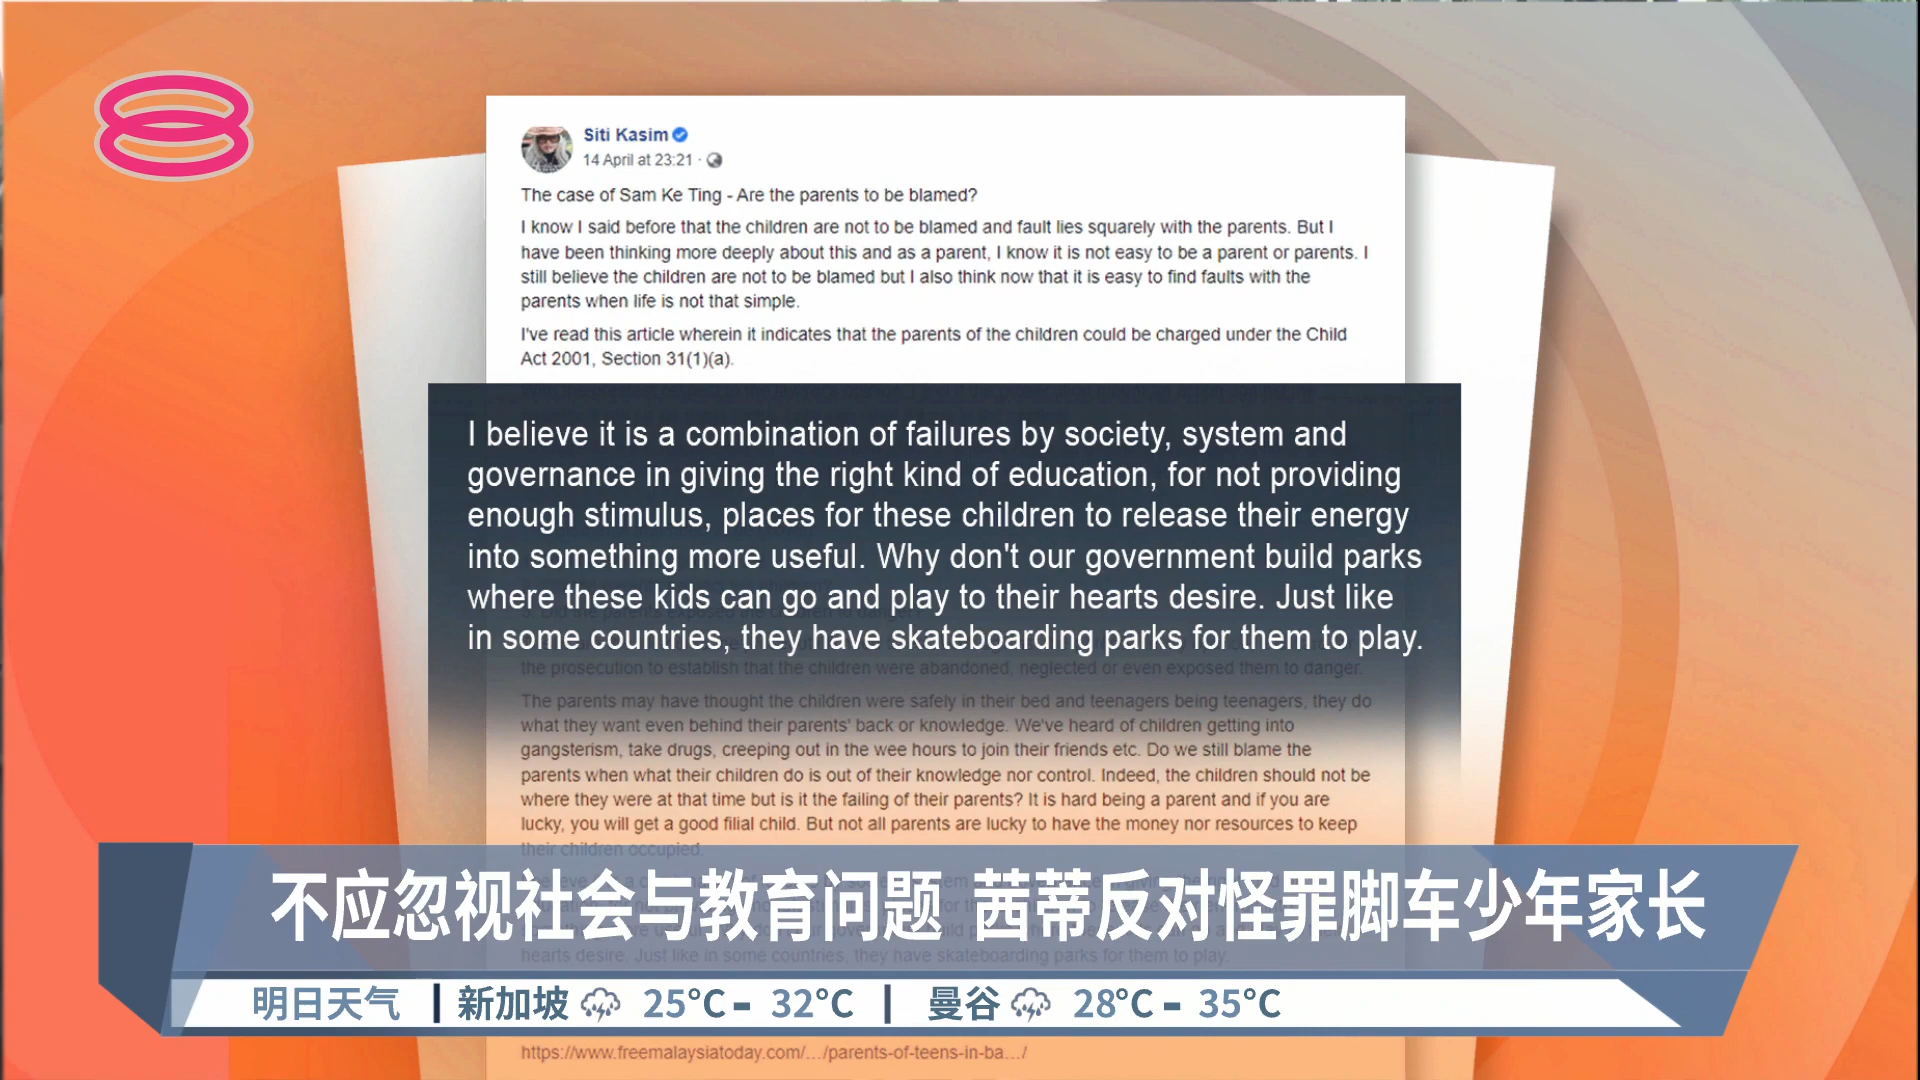 Siti Kasim
14 April at 23:21 ·
The case of Sam Ke Ting - Are the parents to be blamed?
I know I said before that the children are not to be blamed and fault lies squarely with the parents. But I
have been thinking more deeply about this and as a parent, I know it is not easy to be a parent or parents. I
still believe the children are not to be blamed but I also think now that it is easy to find faults with the
parents when life is not that simple.
I've read this article wherein it indicates that the parents of the children could be charged under the Child
Act 2001, Section 31(1)(a).
I believe it is a combination of failures by society, system and
governance in giving the right kind of education, for not providing
enough stimulus, places for these children to release their energy
into something more useful. Why don't our government build parks
where these kids can go and play to their hearts desire. Just like
in some countries, they have skateboarding parks for them to play.
the prosecution to establish that the children were abandoned, neglected or even exposed them to danger.
The parents may have thought the children were safely in their bed and teenagers being teenagers, they do
what they want even behind their parents' back or knowledge. We've heard of children getting into
gangsterism, take drugs, creeping out in the wee hours to join their friends etc. Do we still blame the
parents when what their children do is out of their knowledge nor control. Indeed, the children should not be
where they were at that time but is it the failing of their parents? It is hard being a parent and if you are
lucky, you will get a good filial child. But not all parents are lucky to have the money nor resources to keep
their children occupied.
不应忽视社会与教育问题 茜蒂反对怪罪脚车少年家长
hearts desire. Just like in some countries, they have skateboarding parks for them to play.
明日天气 | 新加坡 25°C - 32°C | 曼谷 28°C - 35°C
https://www.freemalaysiatoday.com/.../parents-of-teens-in-ba.../